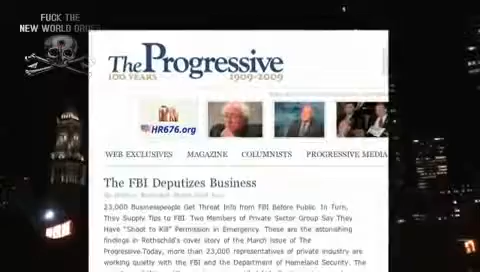 FUCK THE
NEW WORLD ORDER
The Progressive
100 YEARS 1909-2009
HR676.org
WEB EXCLUSIVES MAGAZINE COLUMNISTS PROGRESSIVE MEDIA
The FBI Deputizes Business
23,000 Businesspeople Get Threat Info from FBI Before Public. In Turn,
They Supply Tips to FBI. Two Members of Private Sector Group Say They
Have "Shoot to Kill" Permission in Emergency. These are the astonishing
findings in Rothschild's cover story of the March Issue of The
Progressive.Today, more than 23,000 representatives of private industry are
working quietly with the FBI and the Department of Homeland Security. The